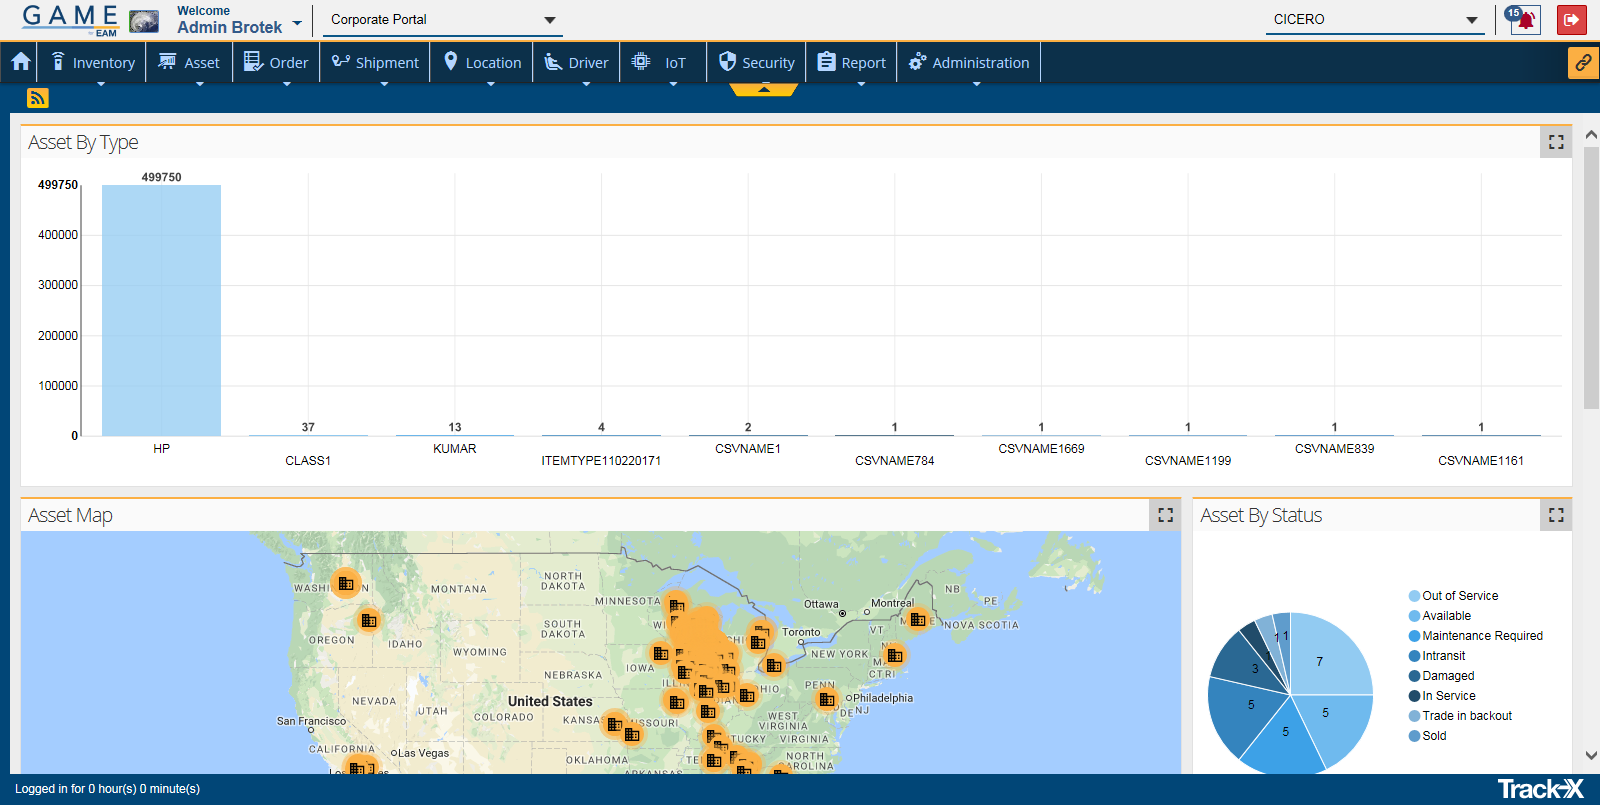 GAME
EAM
Welcome
Admin Brotek
Corporate Portal
CICERO
15
Inventory
Asset
Order
Shipment
Location
Driver
IoT
Security
Report
Administration
Asset By Type
499750
499750
400000
300000
200000
100000
0
37
13
4
2
1
1
1
1
1
HP
CLASS1
KUMAR
ITEMTYPE110220171
CSVNAME1
CSVNAME784
CSVNAME1669
CSVNAME1199
CSVNAME839
CSVNAME1161
Asset Map
NORTH
DAKOTA
MONTANA
MINNESOTA
OREGON
IDAHO
SOUTH
DAKOTA
WYOMING
IOWA
NEBRASKA
NEVADA
UTAH
COLORADO
United States
San Francisco
CALIFORNIA
Las Vegas
OKLAHOMA
Ottawa
Montreal
NB
PE
NOVA SCOTIA
VT
Toronto
NEW YORK
PENN
Philadelphia
DE
NJ
WEST
VIRGINIA
VIRGINIA
NORTH
CAROLINA
Asset By Status
7
5
5
5
3
1
1
1
Out of Service
Available
Maintenance Required
Intransit
Damaged
In Service
Trade in backout
Sold
Logged in for 0 hour(s) 0 minute(s)
Track-X